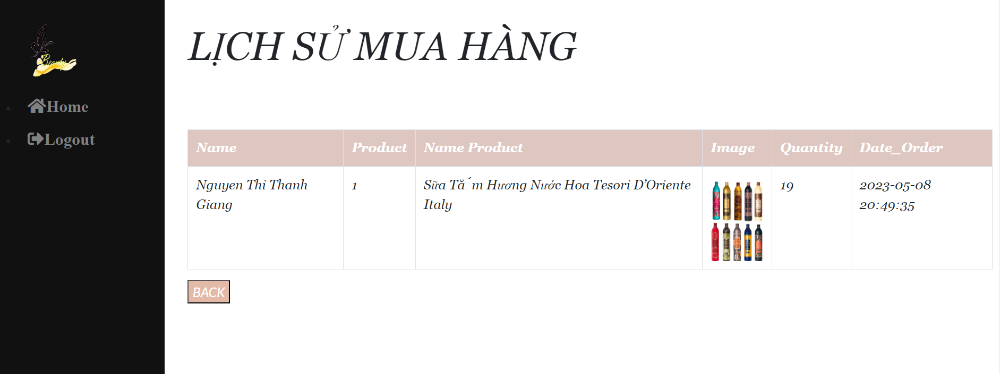 Beauty
LỊCH SỬ MUA HÀNG
Home
Logout
Name Product Name Product Image Quantity Date_Order
Nguyen Thi Thanh 1 Sữa Tắm Hương Nước Hoa Tesori D’Oriente 19 2023-05-08
Giang Italy 20:49:35
BACK